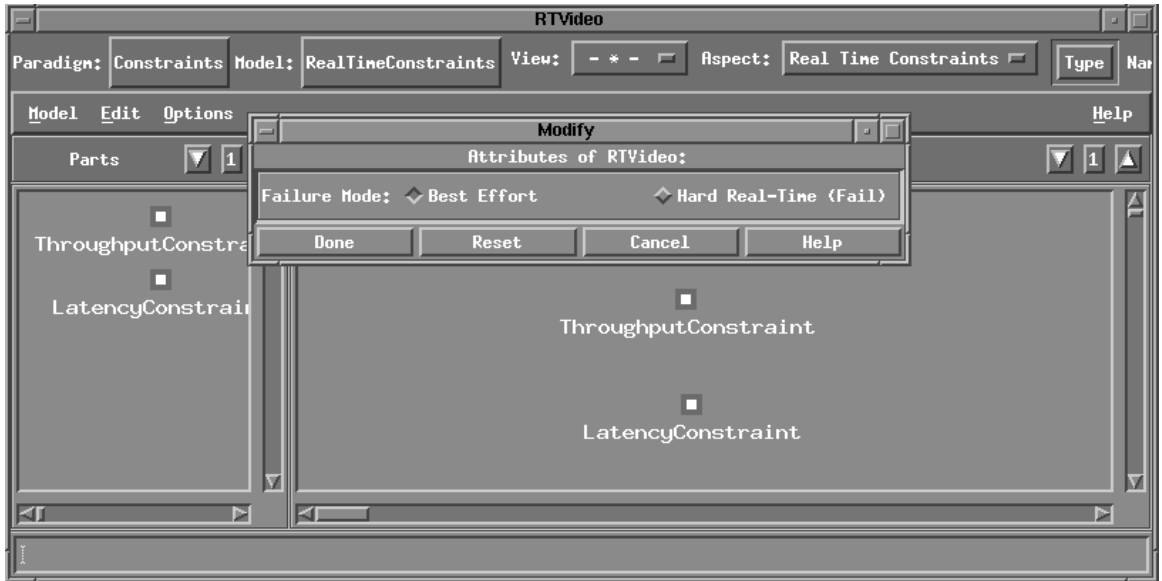 RTVideo
Paradigm: Constraints Model: RealTimeConstraints View: - * - Aspect: Real Time Constraints Type Nar
Model Edit Options Help
Modify
Parts 1 1
Attributes of RTVideo:
Failure Mode: Best Effort Hard Real-Time (Fail)
Done Reset Cancel Help
ThroughputConstra
LatencyConstrai
ThroughputConstraint
LatencyConstraint